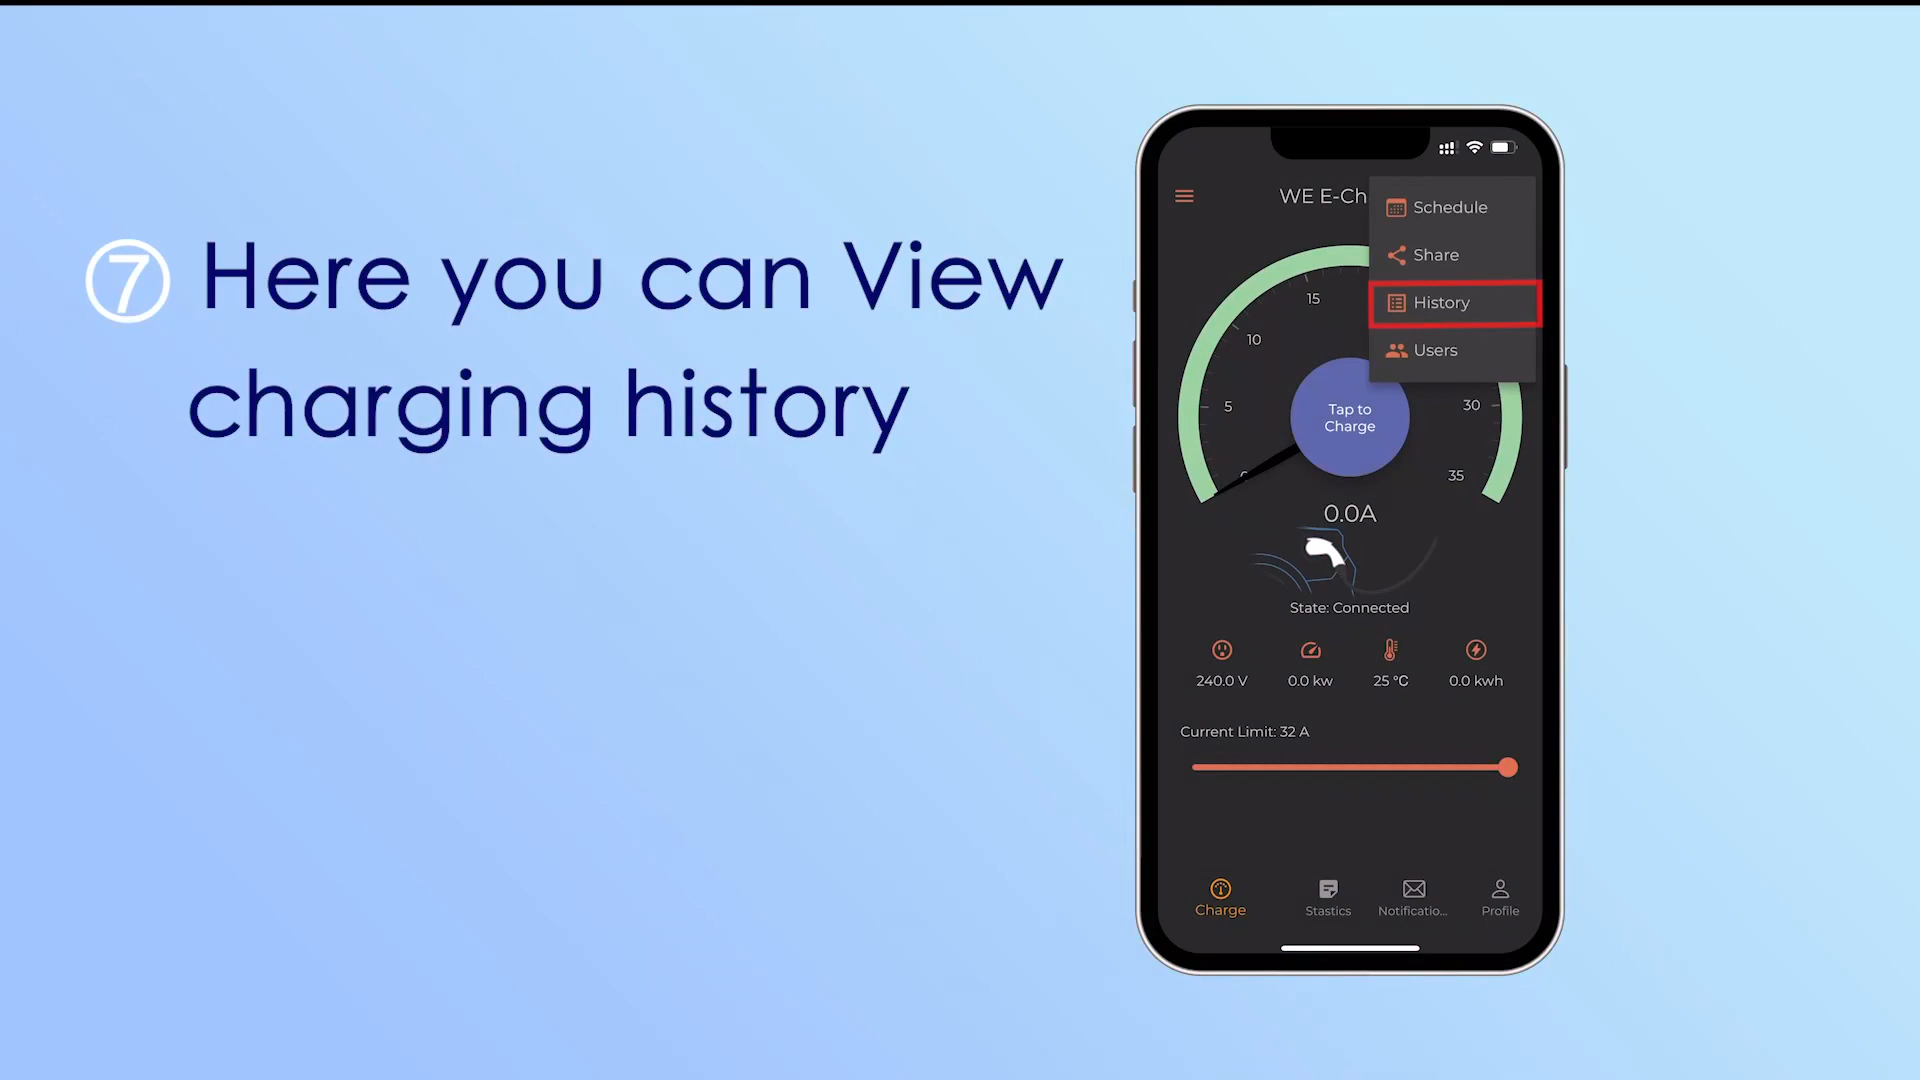 ⑦ Here you can View
charging history
WE E-Ch
Schedule
Share
History
Users
15
10
5
0
30
35
Tap to
Charge
0.0A
State: Connected
240.0 V
0.0 kw
25 ℃
0.0 kwh
Current Limit: 32 A
Charge
Stastics
Notificatio...
Profile